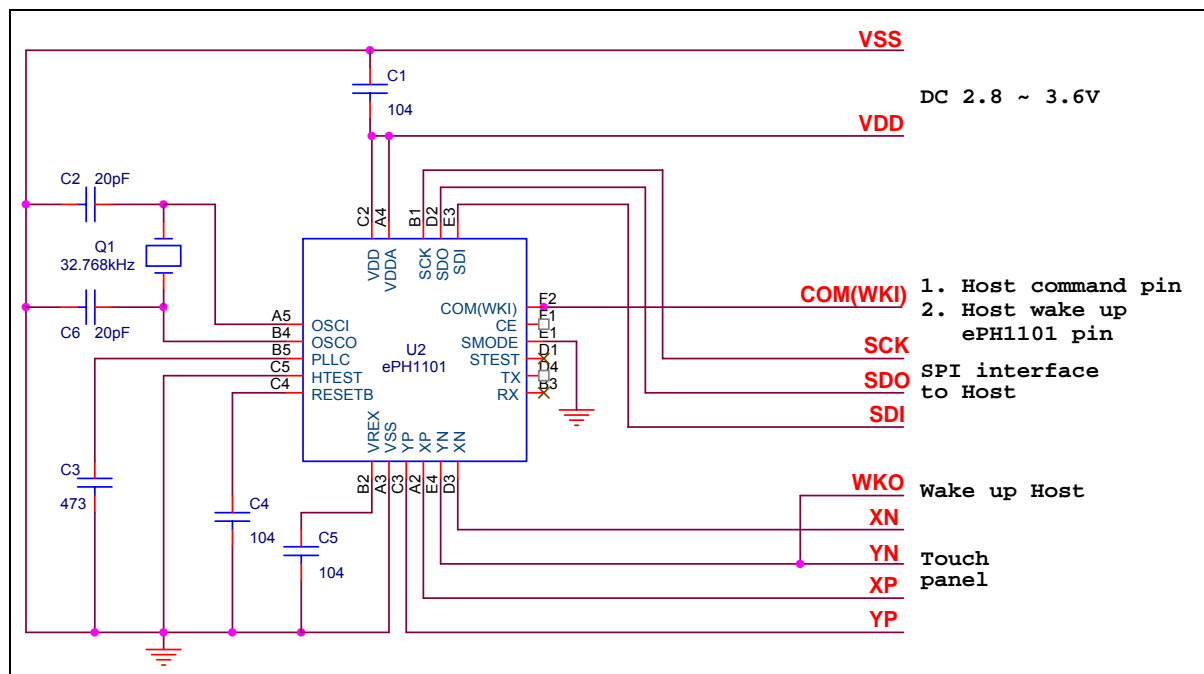 VSS
C1
104
DC 2.8 ~ 3.6V
VDD
C2 20pF
Q1
32.768kHz
C6 20pF
C2
A4
B1
D2
E3
VDD
VDDA
SCK
SDO
SDI
A5
B4
B5
C5
C4
OSCI
OSCO
PLLC
HTEST
RESETB
U2
ePH1101
COM(WKI)
CE
SMODE
STEST
TX
RX
F2
F1
E1
D1
D4
B3
VREX
VSS
YP
XP
YN
XN
B2
A3
C3
A2
E4
D3
C3
473
C4
104
C5
104
COM(WKI)
1. Host command pin
2. Host wake up
ePH1101 pin
SCK
SDO
SDI
SPI interface
to Host
WKO
Wake up Host
XN
YN
XP
YP
Touch
panel